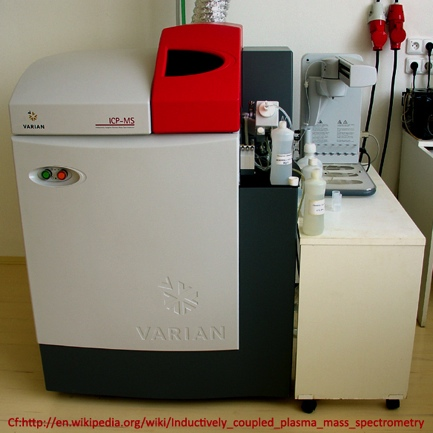 VARIAN
ICP-MS
VARIAN
Cf:http://en.wikipedia.org/wiki/Inductively_coupled_plasma_mass_spectrometry